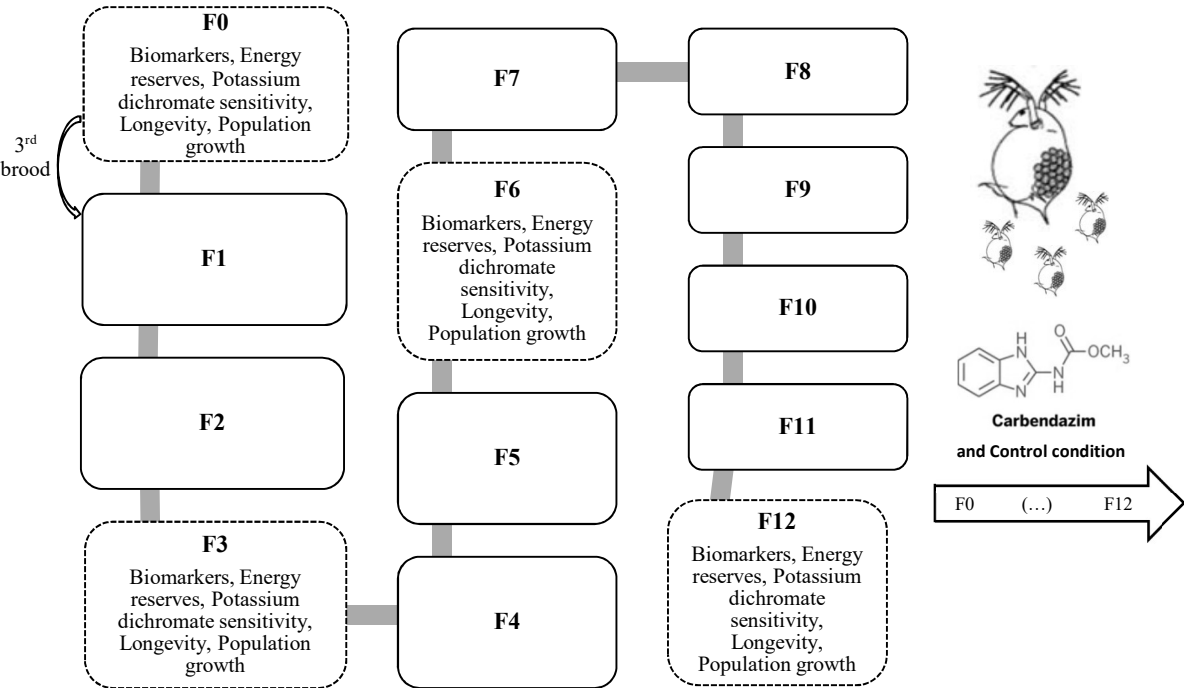 F0
Biomarkers, Energy
reserves, Potassium
dichromate sensitivity,
Longevity, Population
growth
3rd
brood
F1
F2
F3
Biomarkers, Energy
reserves, Potassium
dichromate sensitivity,
Longevity, Population
growth
F4
F5
F6
Biomarkers, Energy
reserves, Potassium
dichromate
sensitivity,
Longevity,
Population growth
F7
F8
F9
F10
F11
F12
Biomarkers, Energy
reserves, Potassium
dichromate
sensitivity,
Longevity,
Population growth
H
N
O
OCH3
N
N
H
Carbendazim
and Control condition
F0 (...) F12